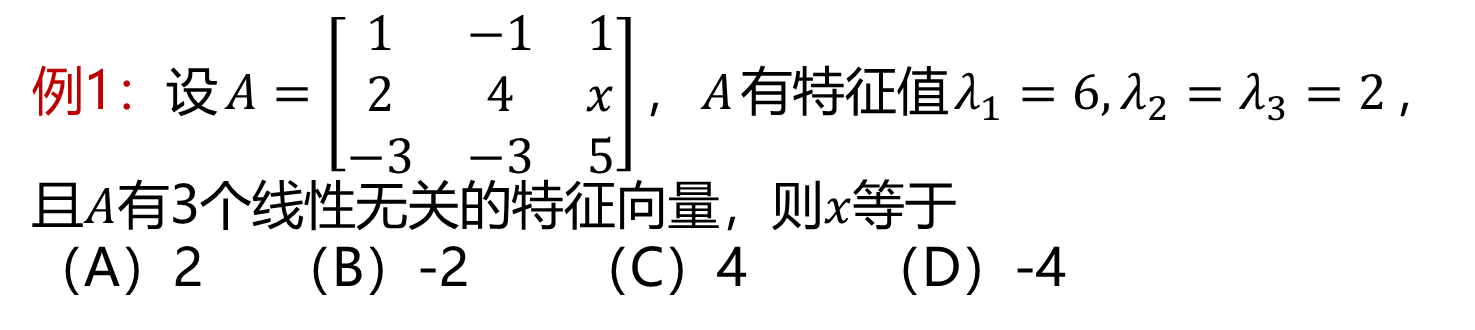 例1：设𝐴 = [1 −1 1; 2 4 𝑥; −3 −3 5]，𝐴有特征值𝜆₁ = 6, 𝜆₂ = 𝜆₃ = 2，
且𝐴有3个线性无关的特征向量，则𝑥等于
（A）2 （B）-2 （C）4 （D）-4